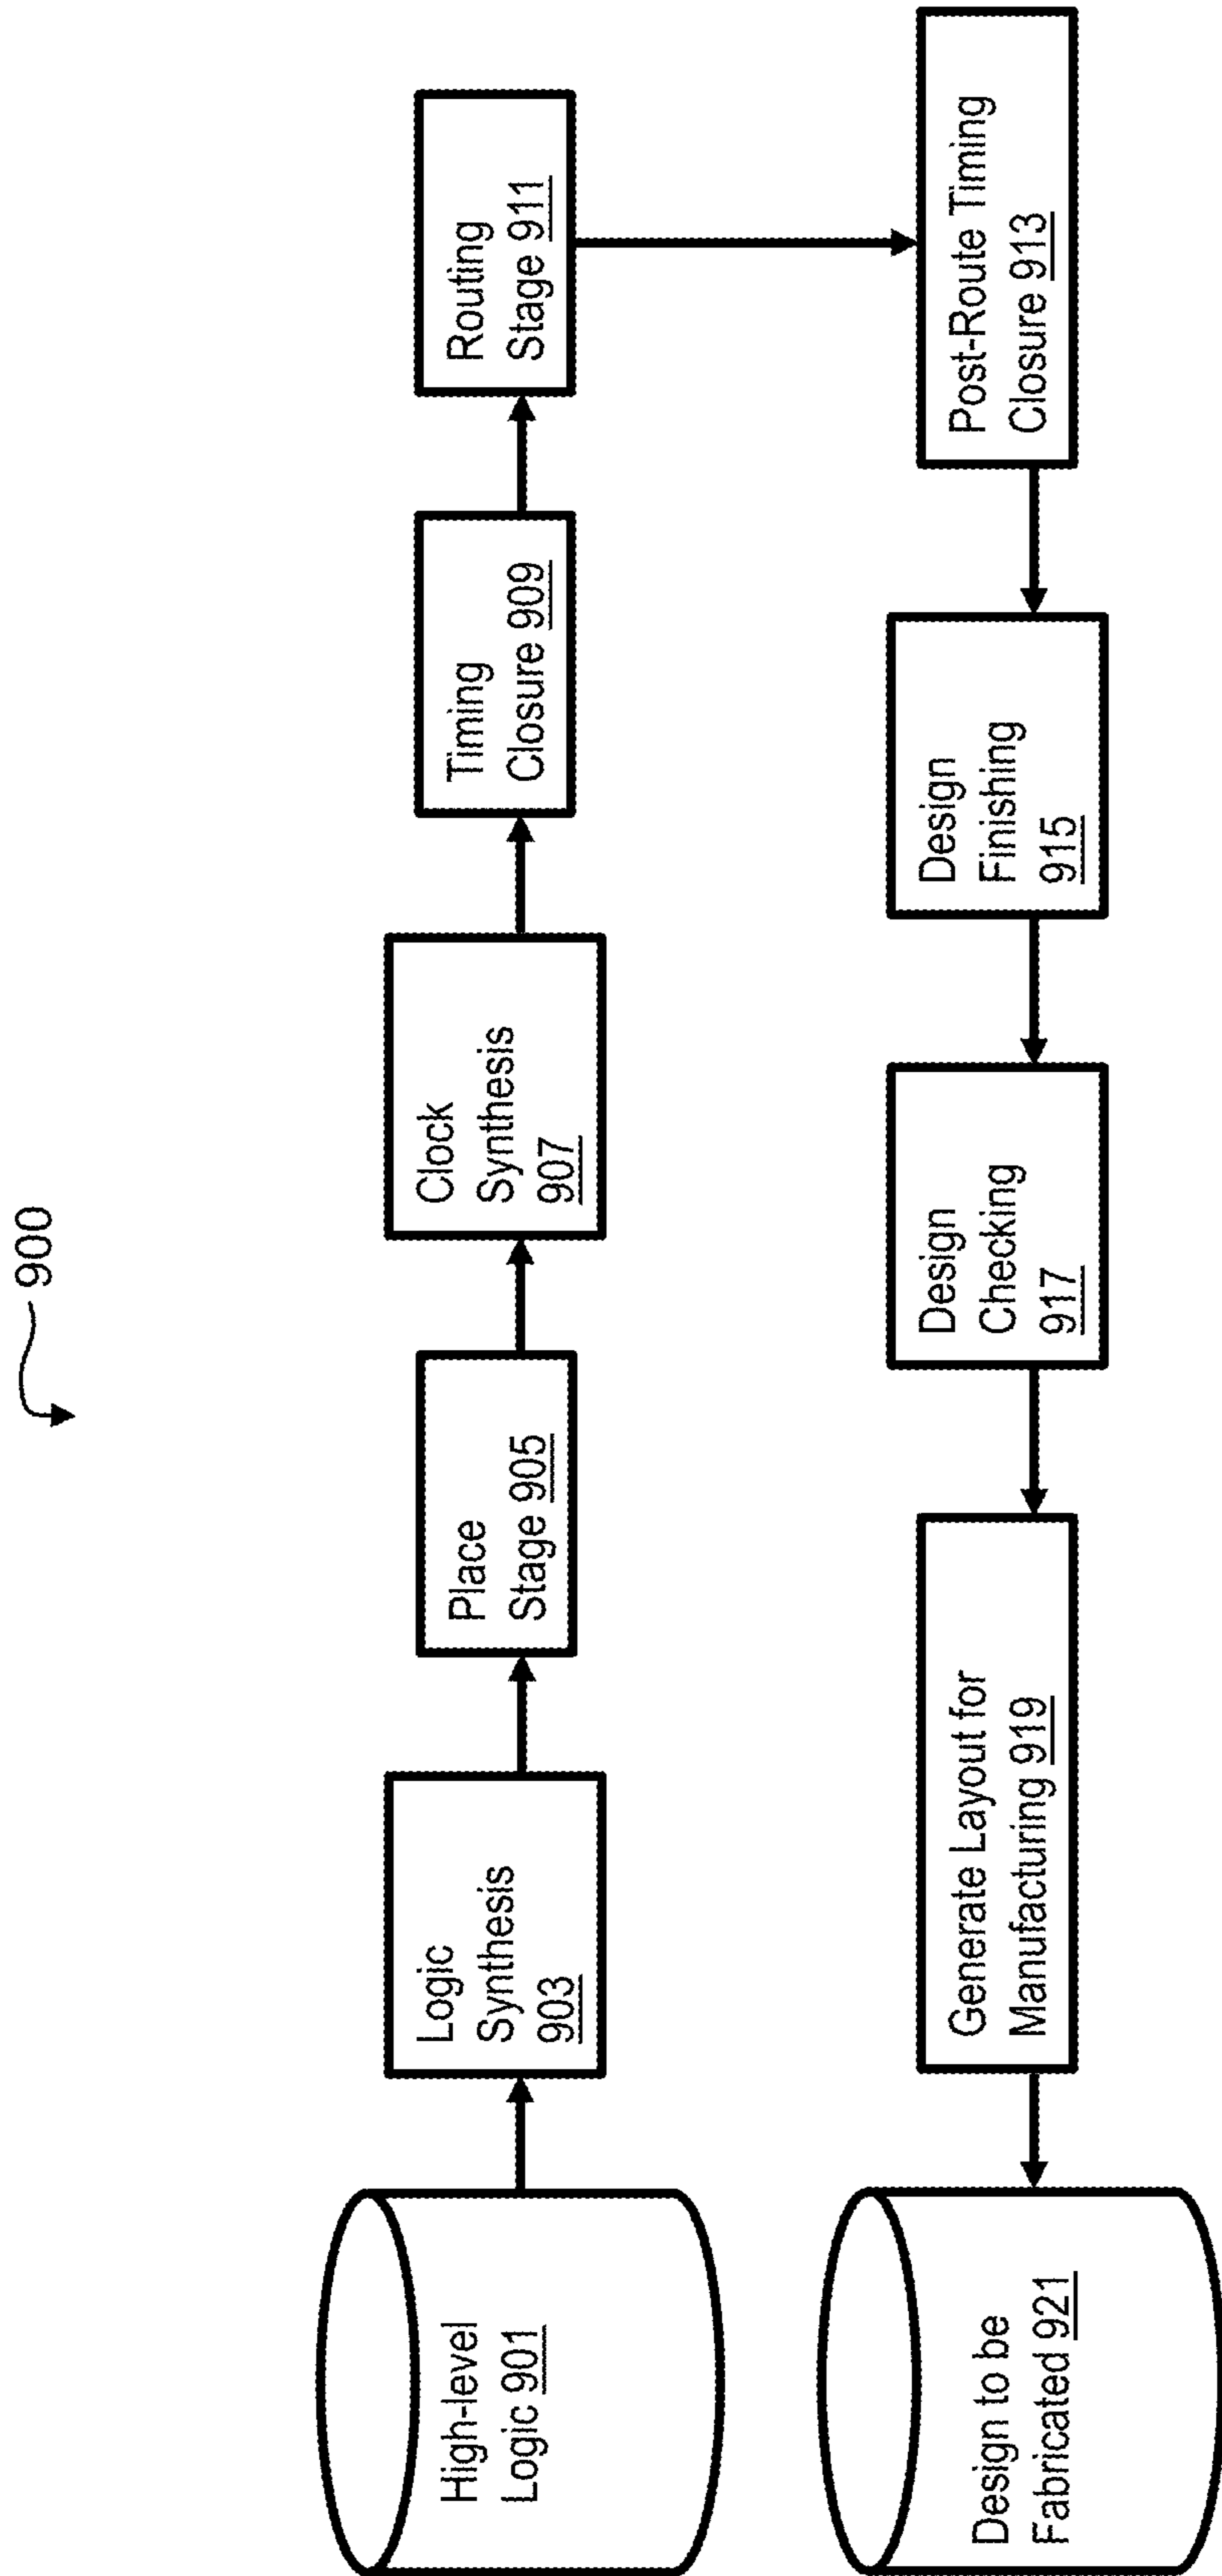 900
High-level
Logic 901
Logic
Synthesis
903
Place
Stage 905
Clock
Synthesis
907
Timing
Closure 909
Routing
Stage 911
Post-Route Timing
Closure 913
Design
Finishing
915
Design
Checking
917
Generate Layout for
Manufacturing 919
Design to be
Fabricated 921